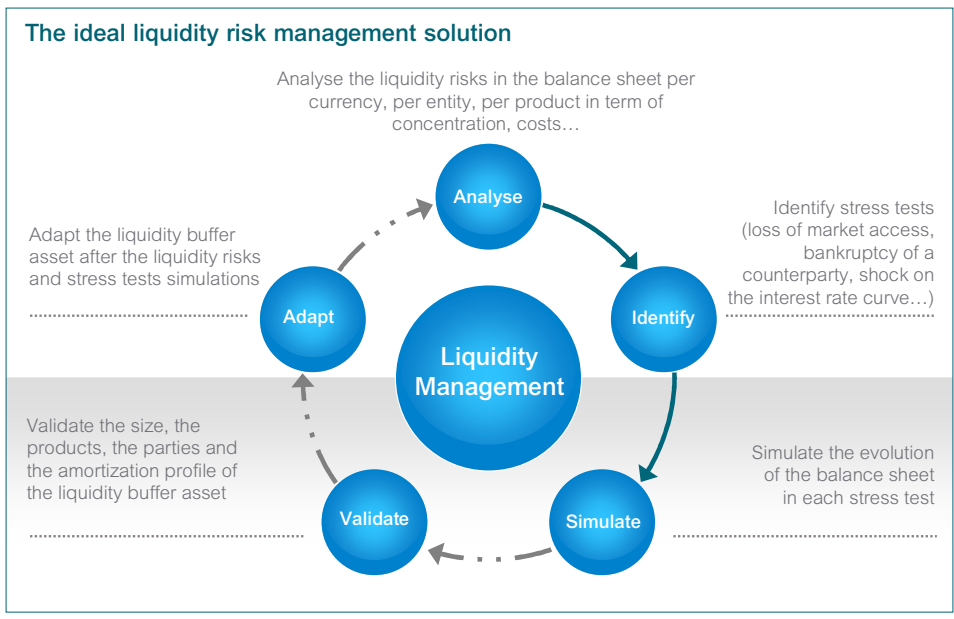 The ideal liquidity risk management solution
Analyse the liquidity risks in the balance sheet per
currency, per entity, per product in term of
concentration, costs…
Analyse
Identify stress tests
(loss of market access,
bankruptcy of a
counterparty, shock on
the interest rate curve…)
Identify
Simulate the evolution
of the balance sheet
in each stress test
Simulate
Validate the size, the
products, the parties and
the amortization profile of
the liquidity buffer asset
Validate
Adapt the liquidity buffer
asset after the liquidity risks
and stress tests simulations
Adapt
Liquidity
Management